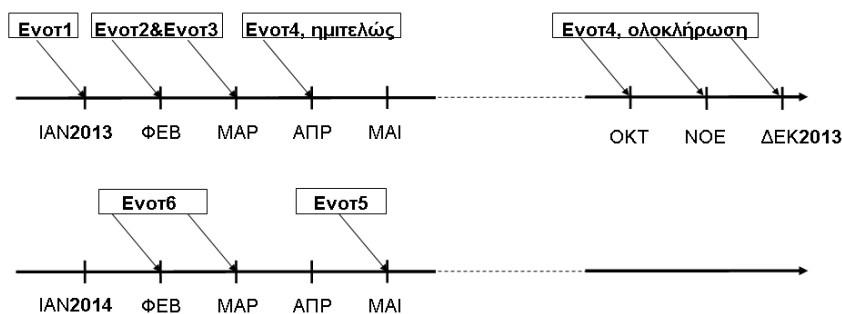 Ενοτ1 Ενοτ2&Ενοτ3 Ενοτ4, ημιτελώς Ενοτ4, ολοκλήρωση
ΙΑΝ2013 ΦΕΒ ΜΑΡ ΑΠΡ ΜΑΙ ΟΚΤ ΝΟΕ ΔΕΚ2013
Ενοτ6 Ενοτ5
ΙΑΝ2014 ΦΕΒ ΜΑΡ ΑΠΡ ΜΑΙ